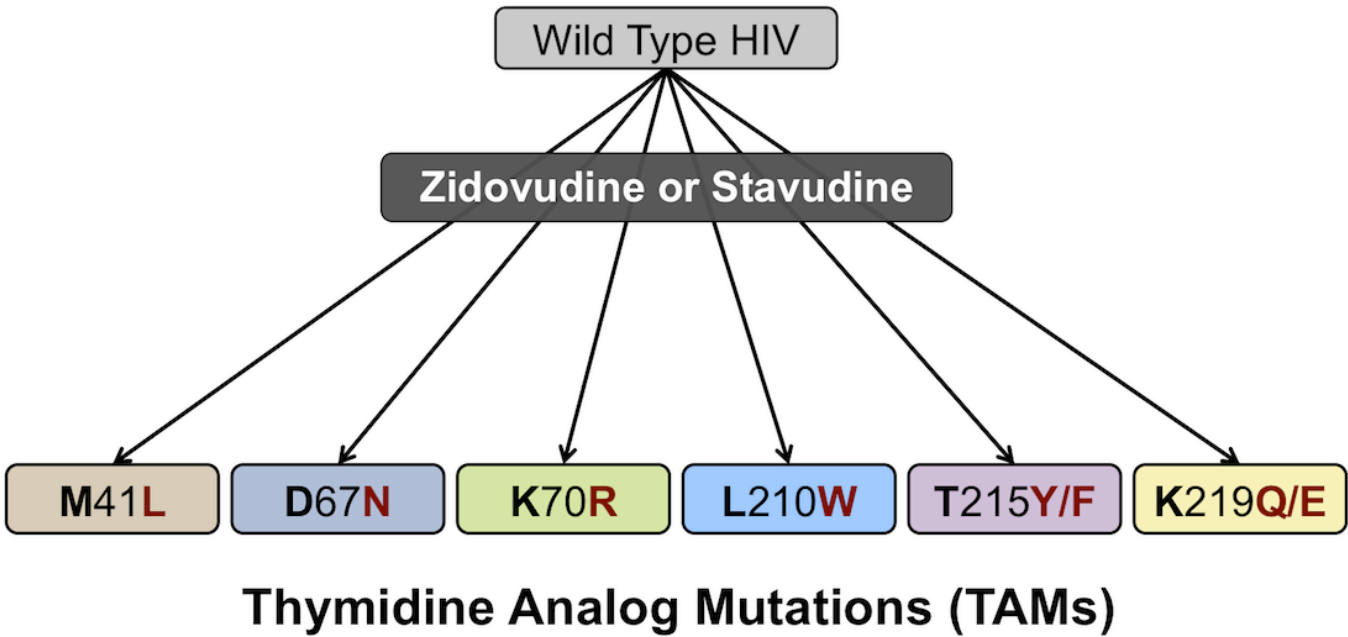 Wild Type HIV
Zidovudine or Stavudine
M41L D67N K70R L210W T215Y/F K219Q/E
Thymidine Analog Mutations (TAMs)